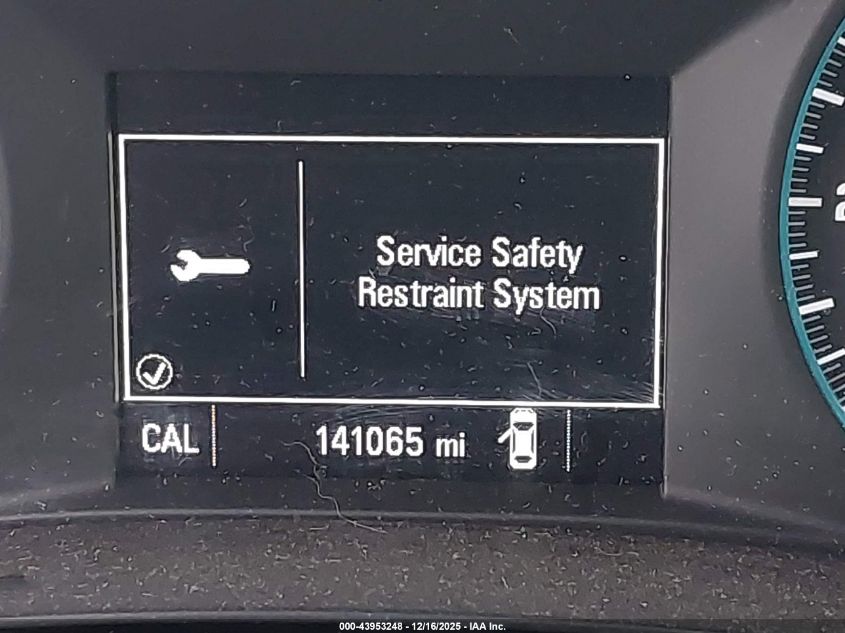 Service Safety
Restraint System
CAL 141065 mi
000-43953248 - 12/16/2025 - IAA Inc.